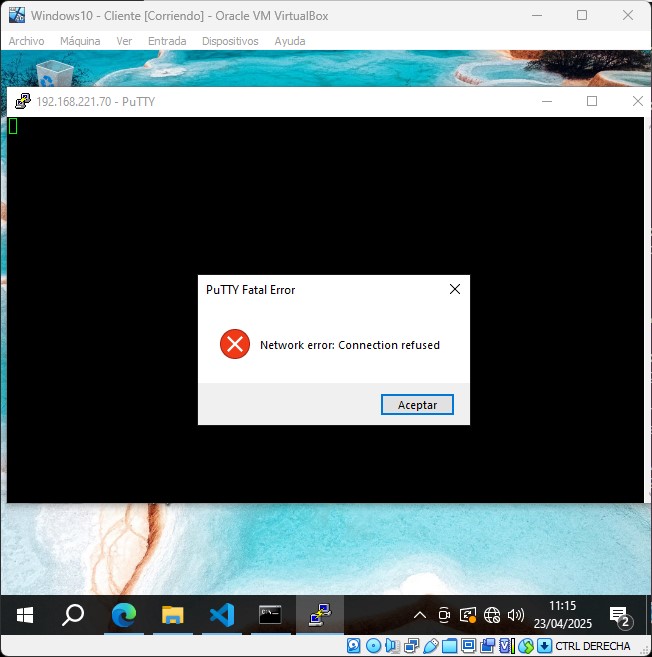 Windows10 - Cliente [Corriendo] - Oracle VM VirtualBox
Archivo Máquina Ver Entrada Dispositivos Ayuda
192.168.221.70 - PuTTY
PuTTY Fatal Error
Network error: Connection refused
Aceptar
11:15
23/04/2025
2
CTRL DERECHA